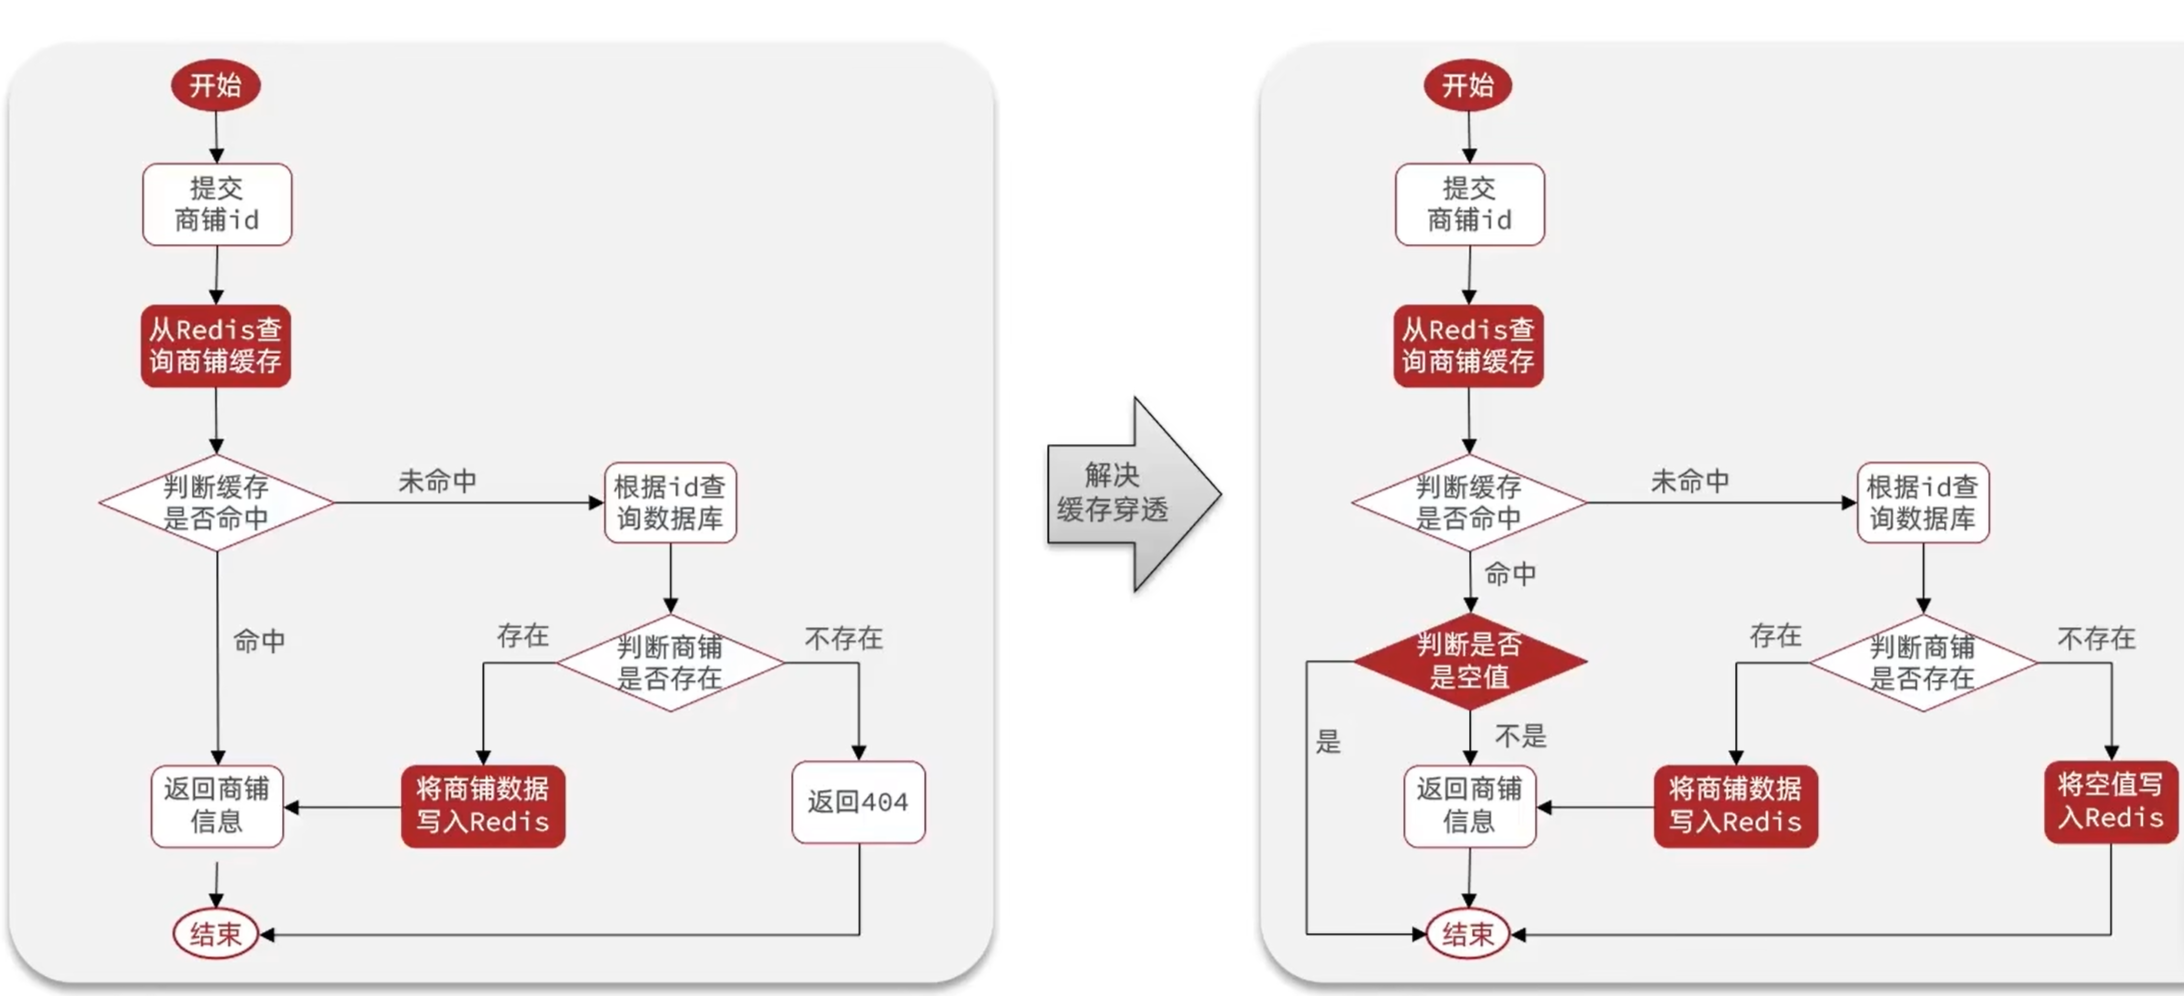 开始
提交
商铺id
从Redis查
询商铺缓存
判断缓存
是否命中
未命中
根据id查
询数据库
命中
存在
判断商铺
是否存在
不存在
返回商铺
信息
将商铺数据
写入Redis
返回404
结束
解决
缓存穿透
开始
提交
商铺id
从Redis查
询商铺缓存
判断缓存
是否命中
未命中
根据id查
询数据库
命中
判断是否
是空值
存在
判断商铺
是否存在
不存在
是
不是
返回商铺
信息
将商铺数据
写入Redis
将空值写
入Redis
结束